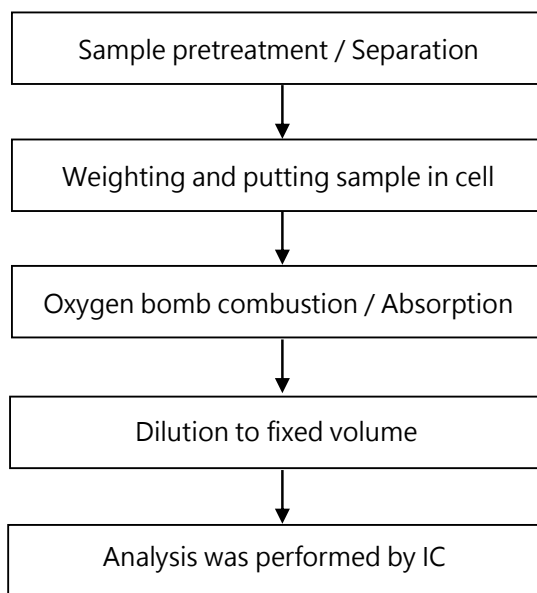 Sample pretreatment / Separation
Weighting and putting sample in cell
Oxygen bomb combustion / Absorption
Dilution to fixed volume
Analysis was performed by IC